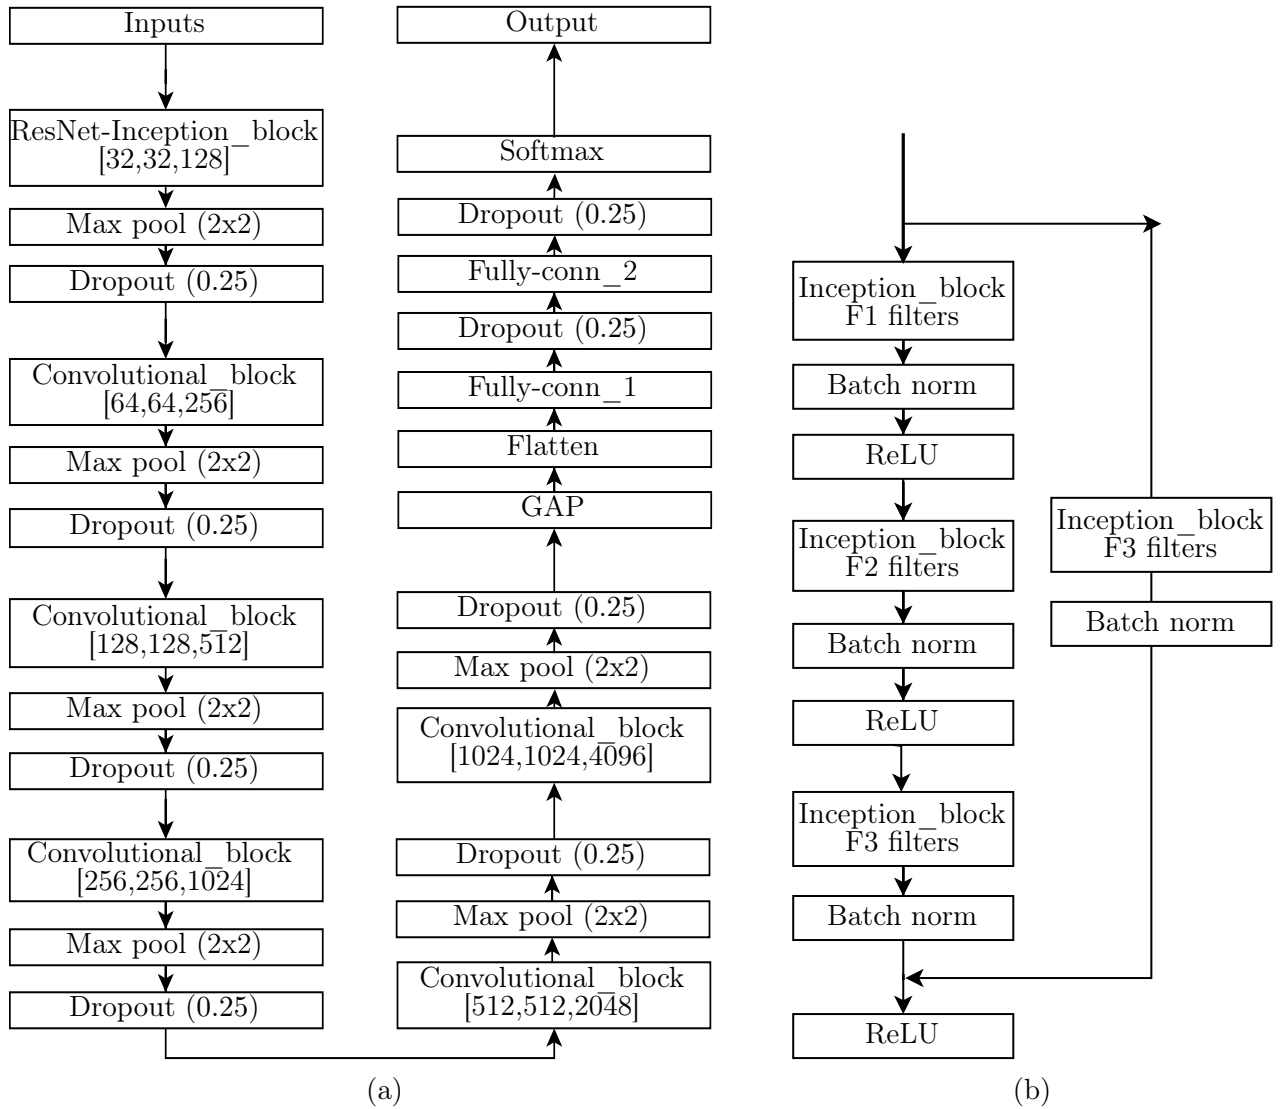 Inputs
ResNet-Inception_block
[32,32,128]
Max pool (2x2)
Dropout (0.25)
Convolutional_block
[64,64,256]
Max pool (2x2)
Dropout (0.25)
Convolutional_block
[128,128,512]
Max pool (2x2)
Dropout (0.25)
Convolutional_block
[256,256,1024]
Max pool (2x2)
Dropout (0.25)
Output
Softmax
Dropout (0.25)
Fully-conn_2
Dropout (0.25)
Fully-conn_1
Flatten
GAP
Dropout (0.25)
Max pool (2x2)
Convolutional_block
[1024,1024,4096]
Dropout (0.25)
Max pool (2x2)
Convolutional_block
[512,512,2048]
(a)
Inception_block
F1 filters
Batch norm
ReLU
Inception_block
F2 filters
Batch norm
ReLU
Inception_block
F3 filters
Batch norm
ReLU
Inception_block
F3 filters
Batch norm
(b)